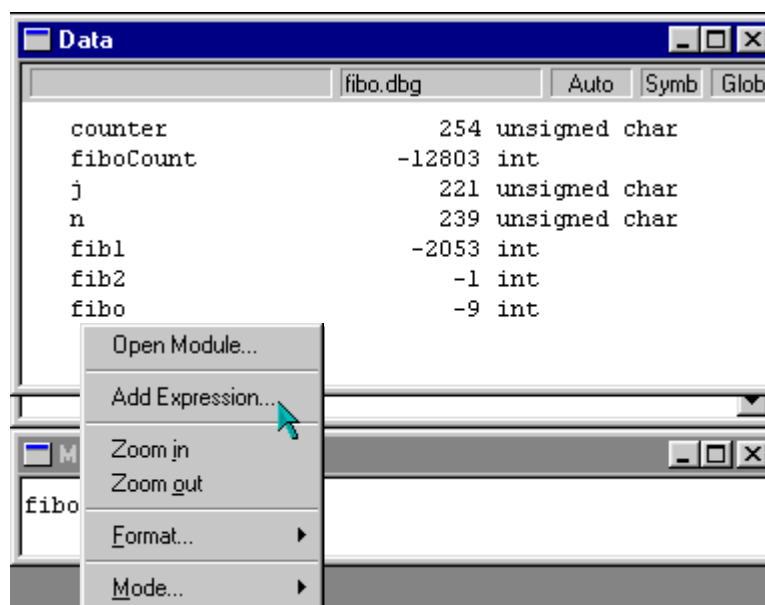 Data
fibo.dbg Auto Symb Glob
counter 254 unsigned char
fiboCount -12803 int
j 221 unsigned char
n 239 unsigned char
fib1 -2053 int
fib2 -1 int
fibo -9 int
Open Module...
Add Expression...
M
Zoom in
Zoom out
fibo
Format...
Mode...